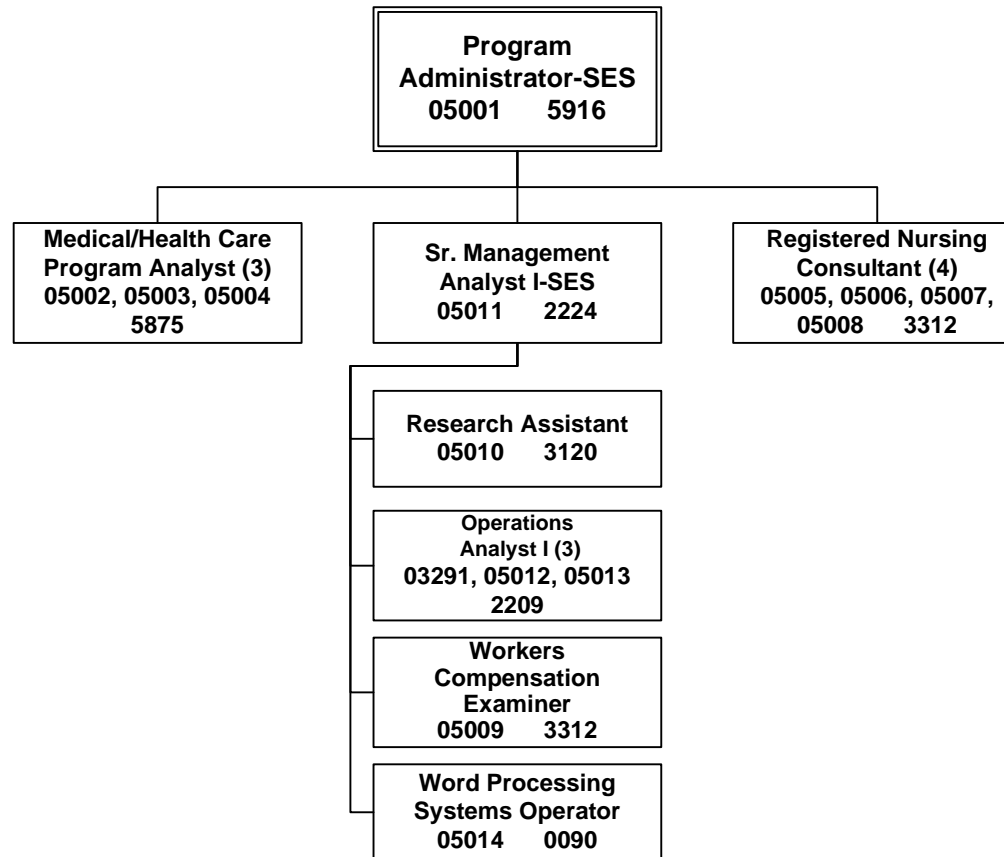 Program
Administrator-SES
05001 5916
Medical/Health Care
Program Analyst (3)
05002, 05003, 05004
5875
Sr. Management
Analyst I-SES
05011 2224
Registered Nursing
Consultant (4)
05005, 05006, 05007,
05008 3312
Research Assistant
05010 3120
Operations
Analyst I (3)
03291, 05012, 05013
2209
Workers
Compensation
Examiner
05009 3312
Word Processing
Systems Operator
05014 0090